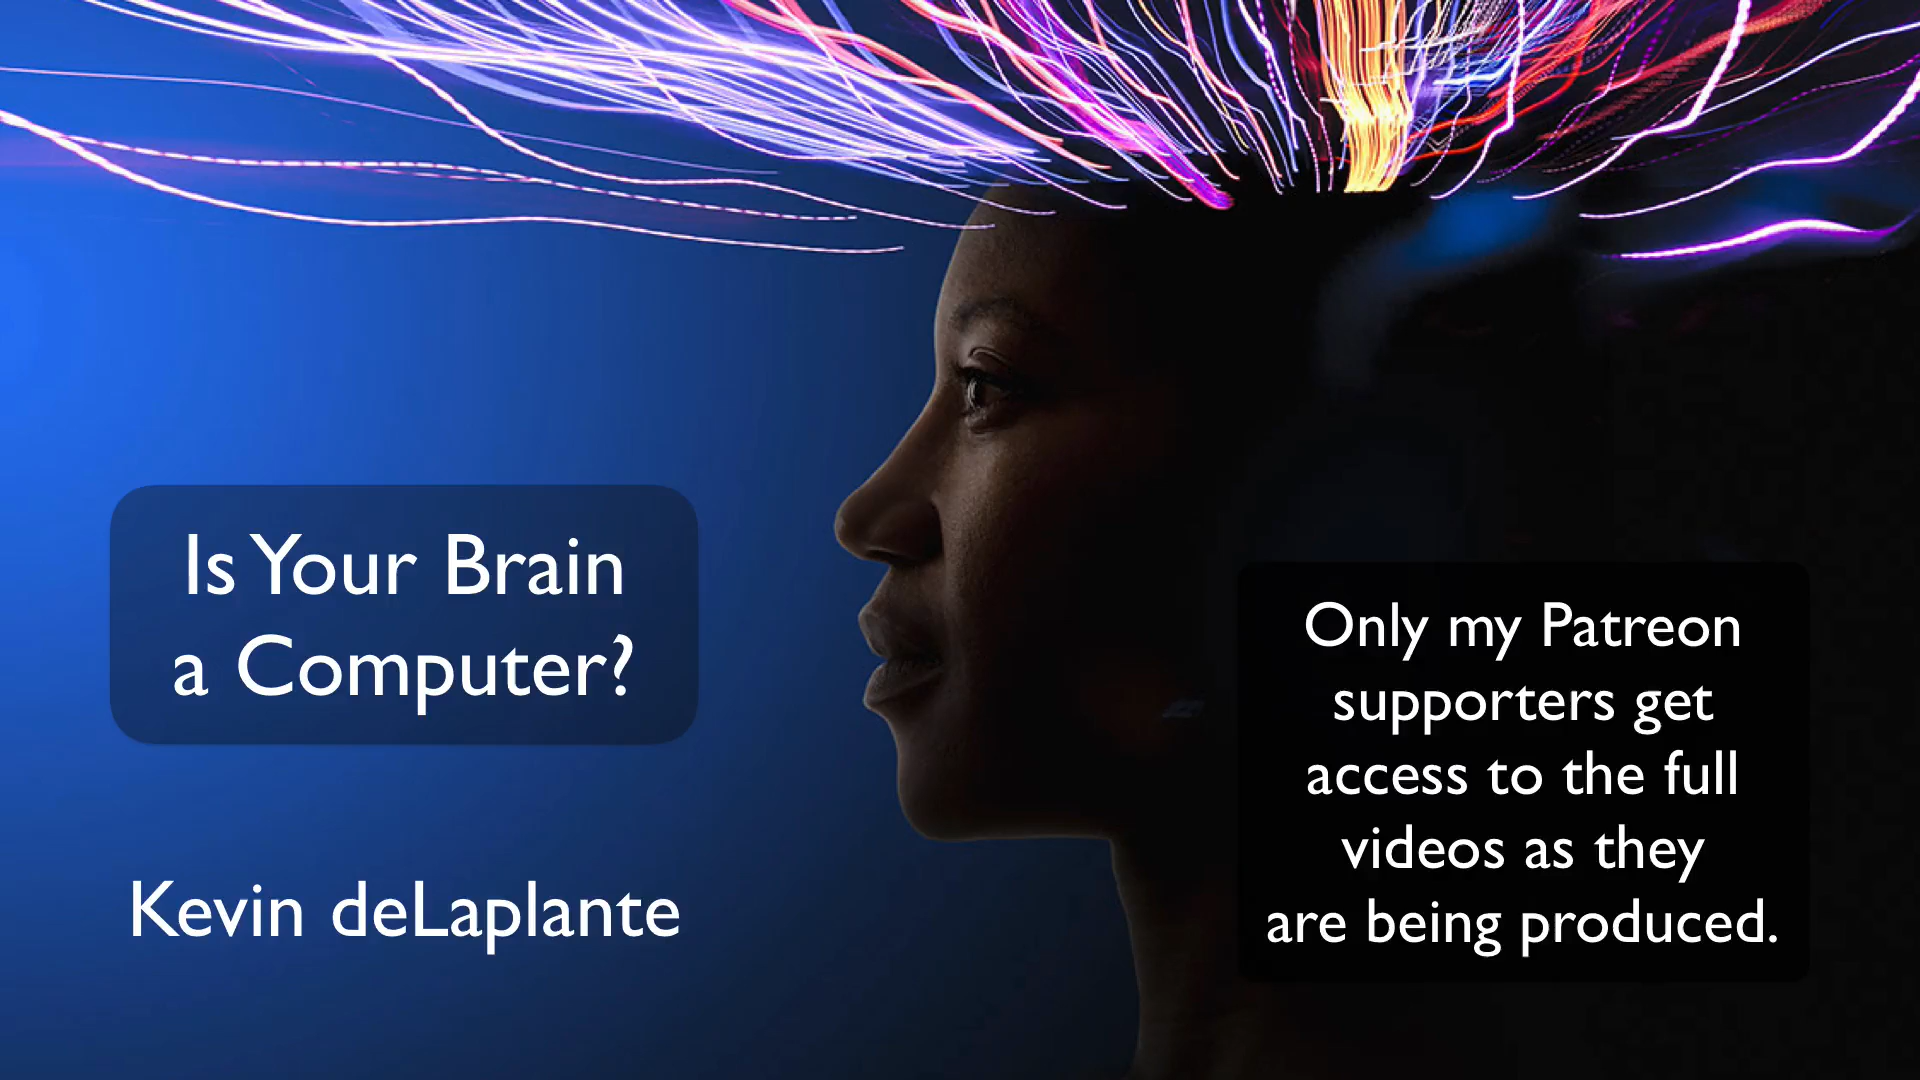 Is Your Brain
a Computer?
Kevin deLaplante
Only my Patreon
supporters get
access to the full
videos as they
are being produced.